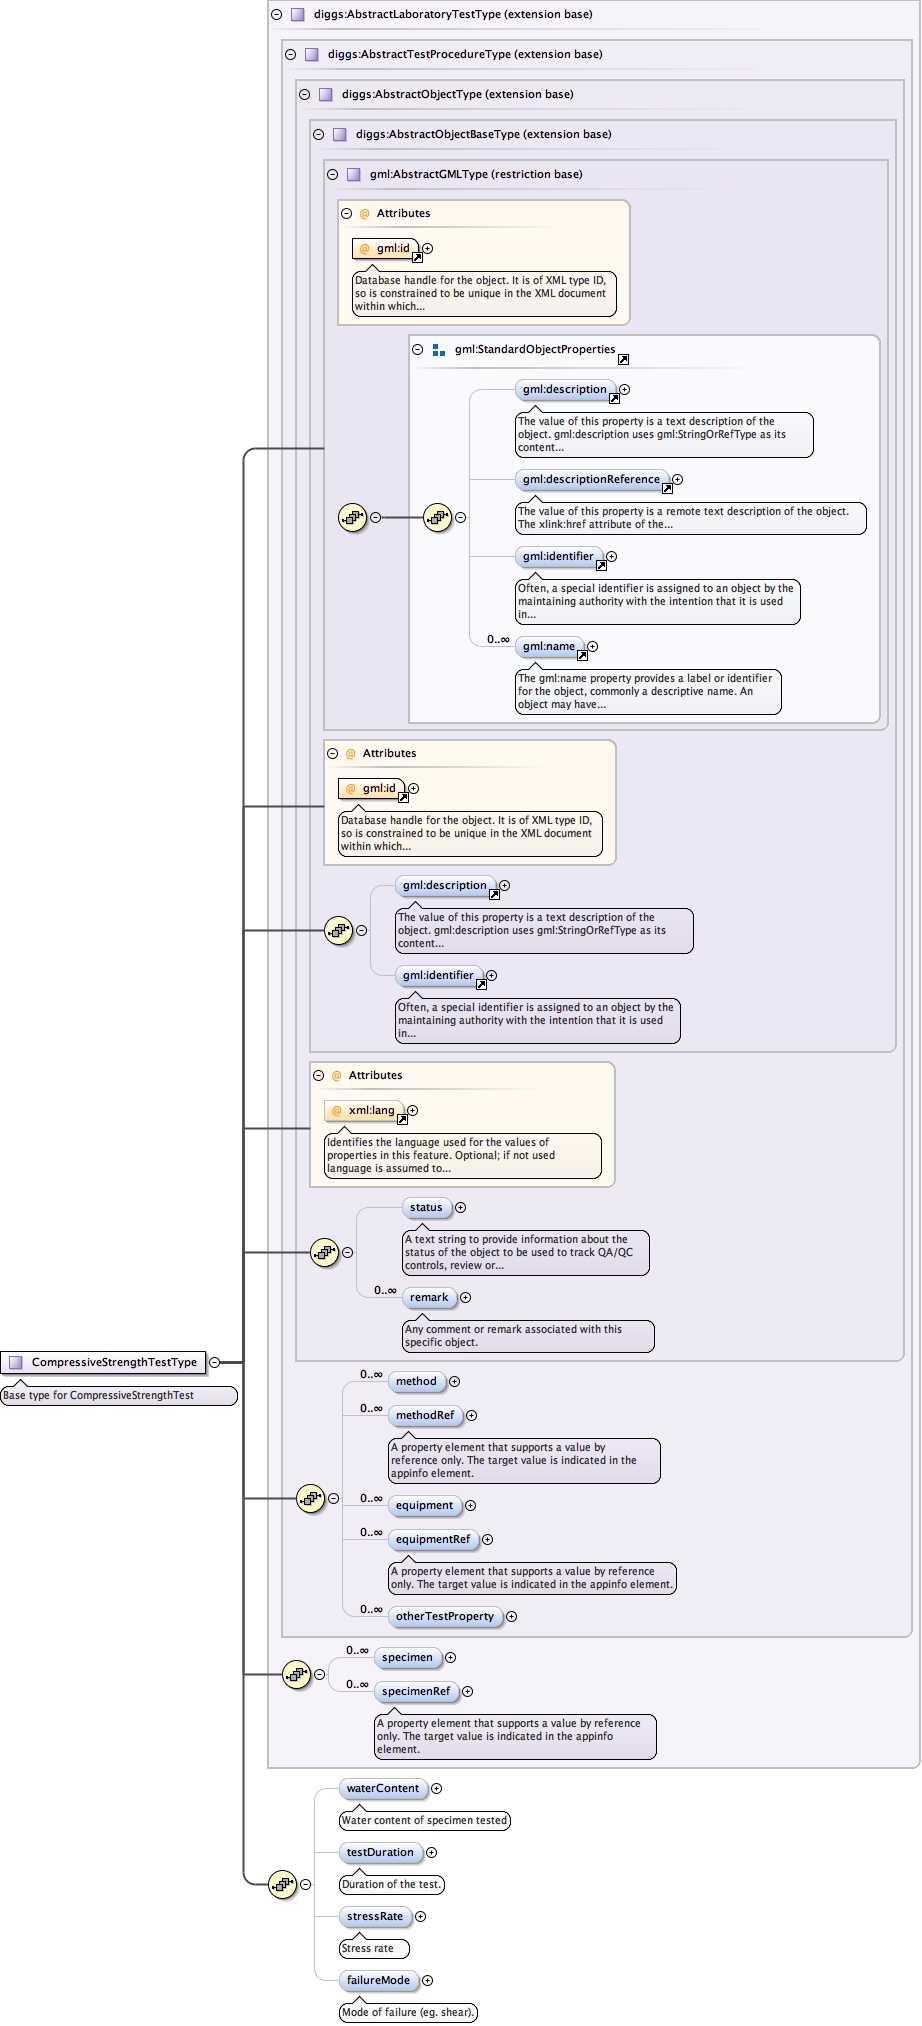 diggs:AbstractLaboratoryTestType (extension base)
diggs:AbstractTestProcedureType (extension base)
diggs:AbstractObjectType (extension base)
diggs:AbstractObjectBaseType (extension base)
gml:AbstractGMLType (restriction base)
@ Attributes
@ gml:id
Database handle for the object. It is of XML type ID,
so is constrained to be unique in the XML document
within which...
gml:StandardObjectProperties
gml:description
The value of this property is a text description of the
object. gml:description uses gml:StringOrRefType as its
content...
gml:descriptionReference
The value of this property is a remote text description of the object.
The xlink:href attribute of the...
gml:identifier
Often, a special identifier is assigned to an object by the
maintaining authority with the intention that it is used
in...
0..∞
gml:name
The gml:name property provides a label or identifier
for the object, commonly a descriptive name. An
object may have...
@ Attributes
@ gml:id
Database handle for the object. It is of XML type ID,
so is constrained to be unique in the XML document
within which...
gml:description
The value of this property is a text description of the
object. gml:description uses gml:StringOrRefType as its
content...
gml:identifier
Often, a special identifier is assigned to an object by the
maintaining authority with the intention that it is used
in...
@ Attributes
@ xml:lang
Identifies the language used for the values of
properties in this feature. Optional; if not used
language is assumed to...
status
A text string to provide information about the
status of the object to be used to track QA/QC
controls, review or...
0..∞
remark
Any comment or remark associated with this
specific object.
CompressiveStrengthTestType
Base type for CompressiveStrengthTest
0..∞
method
0..∞
methodRef
A property element that supports a value by
reference only. The target value is indicated in the
appinfo element.
0..∞
equipment
0..∞
equipmentRef
A property element that supports a value by reference
only. The target value is indicated in the appinfo element.
0..∞
otherTestProperty
0..∞
specimen
0..∞
specimenRef
A property element that supports a value by reference
only. The target value is indicated in the appinfo
element.
waterContent
Water content of specimen tested
testDuration
Duration of the test.
stressRate
Stress rate
failureMode
Mode of failure (eg. shear).